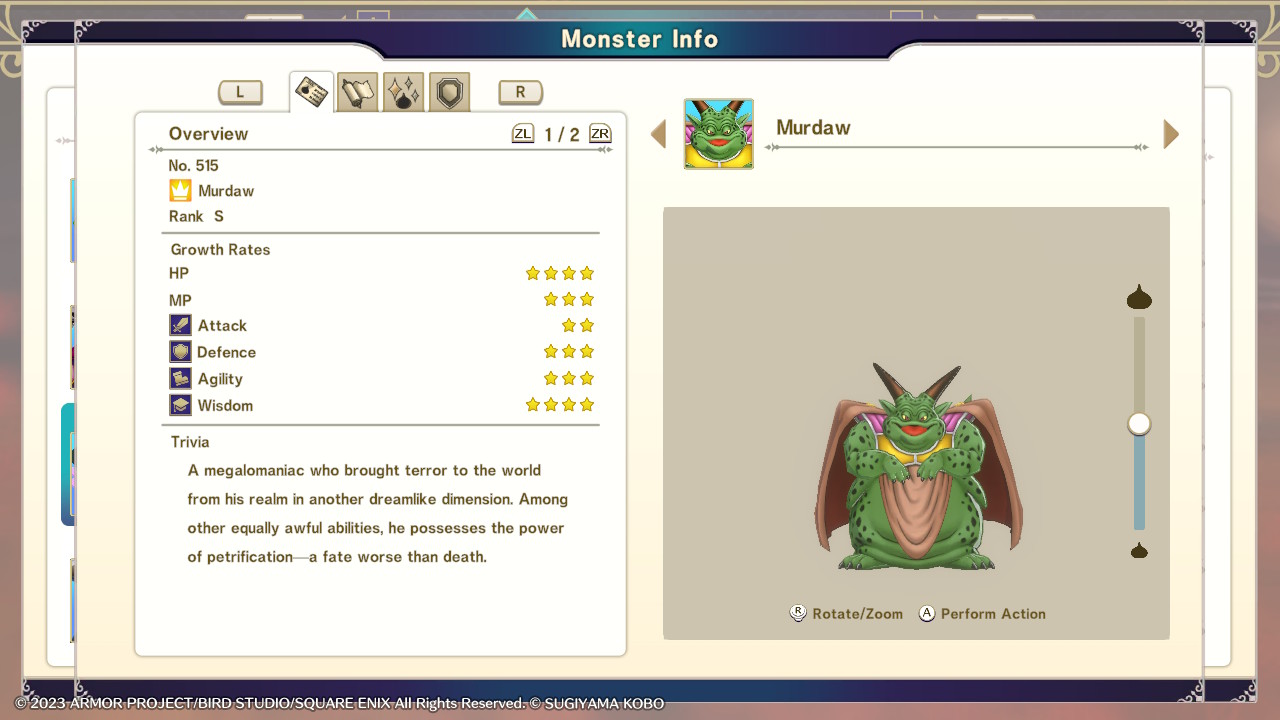 Monster Info
L
R
Overview
ZL 1 / 2 ZR
No. 515
Murdaw
Rank S
Growth Rates
HP
MP
Attack
Defence
Agility
Wisdom
Trivia
A megalomaniac who brought terror to the world
from his realm in another dreamlike dimension. Among
other equally awful abilities, he possesses the power
of petrification—a fate worse than death.
Murdaw
R Rotate/Zoom A Perform Action
© 2023 ARMOR PROJECT/BIRD STUDIO/SQUARE ENIX All Rights Reserved. © SUGIYAMA KOBO